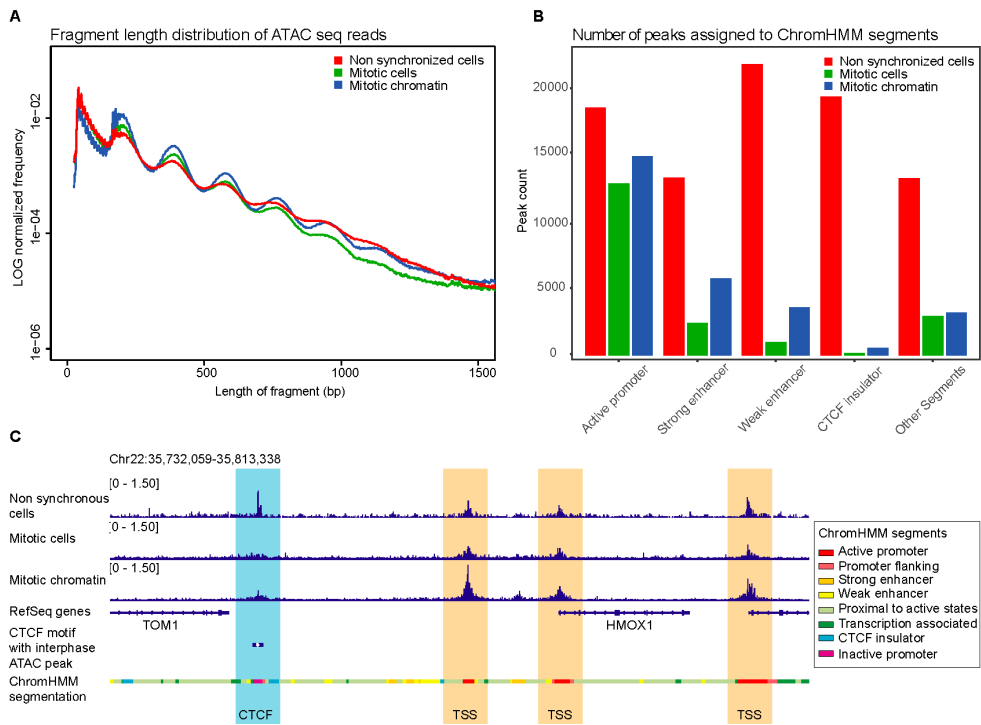 A
Fragment length distribution of ATAC seq reads
Non synchronized cells
Mitotic cells
Mitotic chromatin
LOG normalized frequency
1e-02
1e-04
1e-06
0
500
1000
1500
Length of fragment (bp)
B
Number of peaks assigned to ChromHMM segments
Non synchronized cells
Mitotic cells
Mitotic chromatin
Peak count
20000
15000
10000
5000
0
Active promoter
Strong enhancer
Weak enhancer
CTCF insulator
Other Segments
C
Chr22:35,732,059-35,813,338
[0 - 1.50]
Non synchronous
cells
[0 - 1.50]
Mitotic cells
[0 - 1.50]
Mitotic chromatin
RefSeq genes
TOM1
HMOX1
CTCF motif
with interphase
ATAC peak
ChromHMM
segmentation
CTCF
TSS
TSS
TSS
ChromHMM segments
Active promoter
Promoter flanking
Strong enhancer
Weak enhancer
Proximal to active states
Transcription associated
CTCF insulator
Inactive promoter